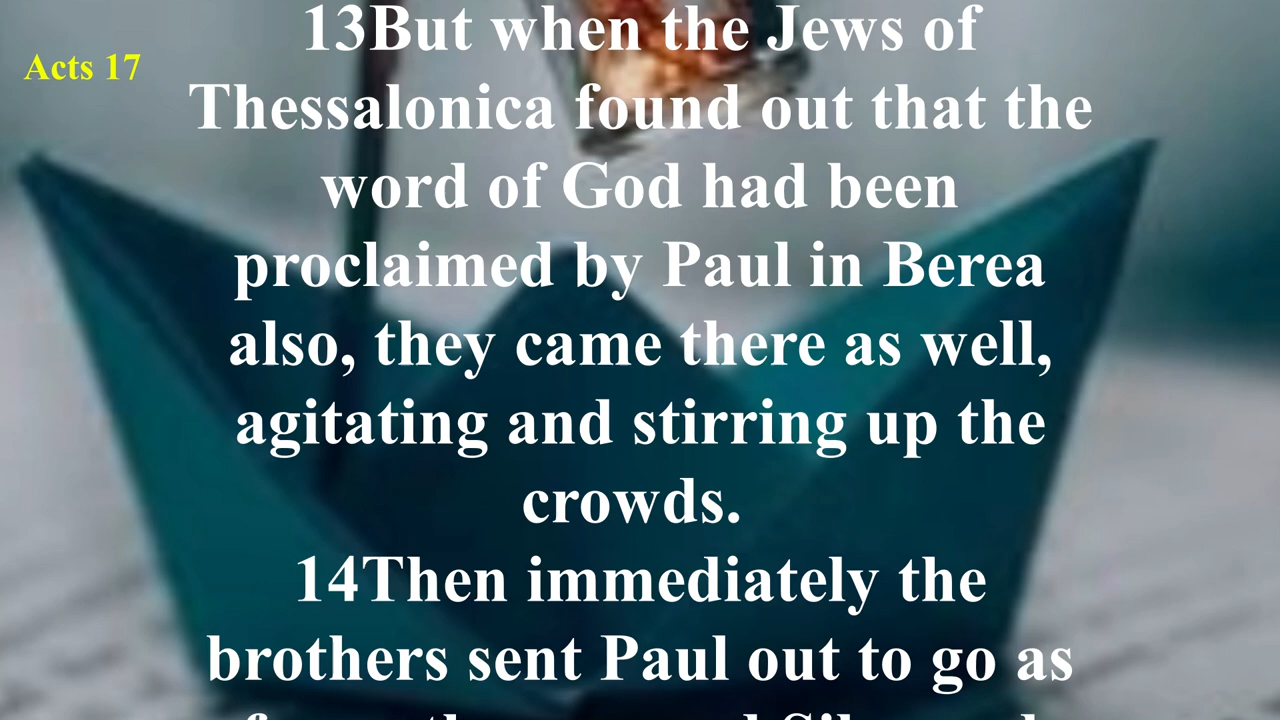 13But when the Jews of
Acts 17
Thessalonica found out that the
word of God had been
proclaimed by Paul in Berea
also, they came there as well,
agitating and stirring up the
crowds.
14Then immediately the
brothers sent Paul out to go as